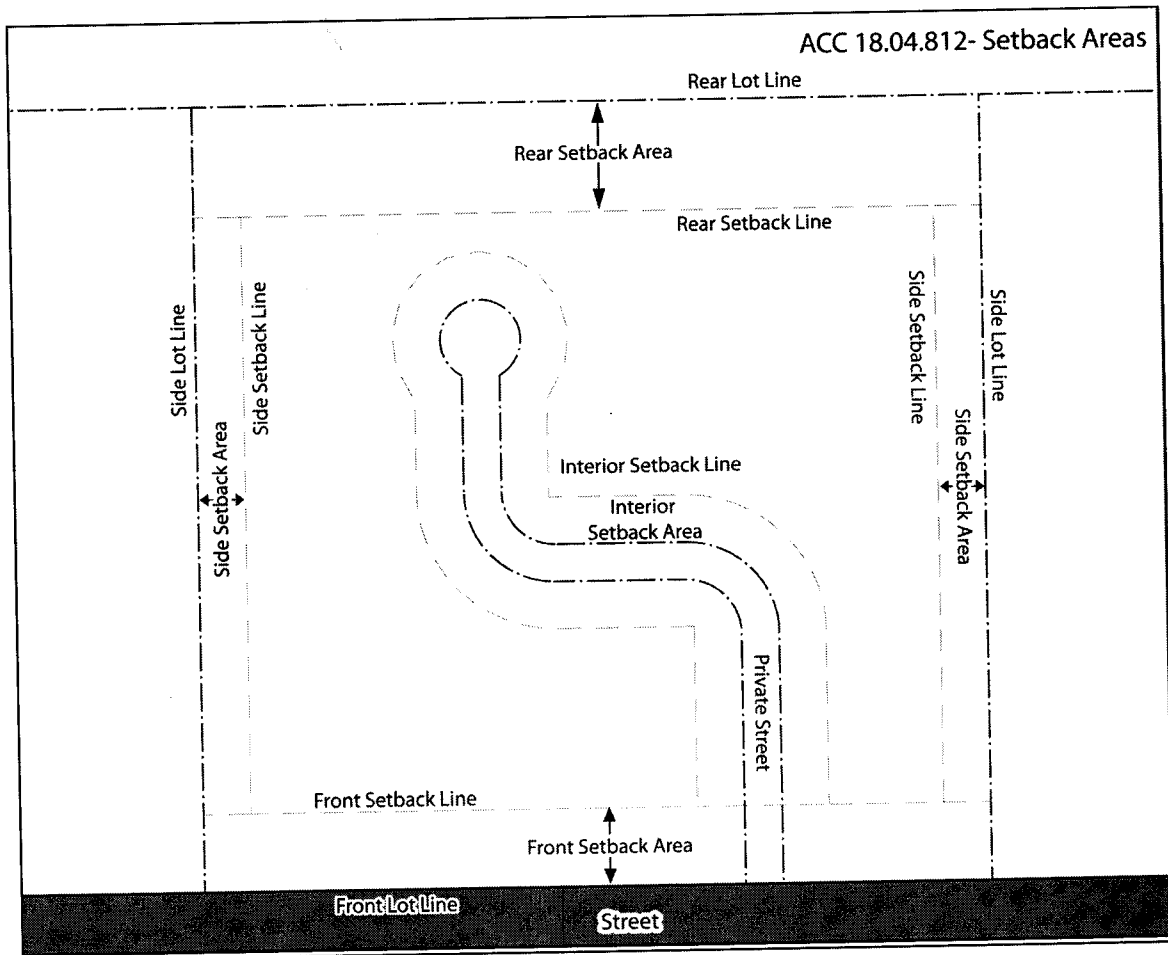 ACC 18.04.812- Setback Areas
Rear Lot Line
Rear Setback Area
Rear Setback Line
Side Lot Line
Side Setback Line
Side Setback Area
Side Setback Line
Side Lot Line
Side Setback Area
Interior Setback Line
Interior
Setback Area
Private Street
Front Setback Line
Front Setback Area
Front Lot Line
Street